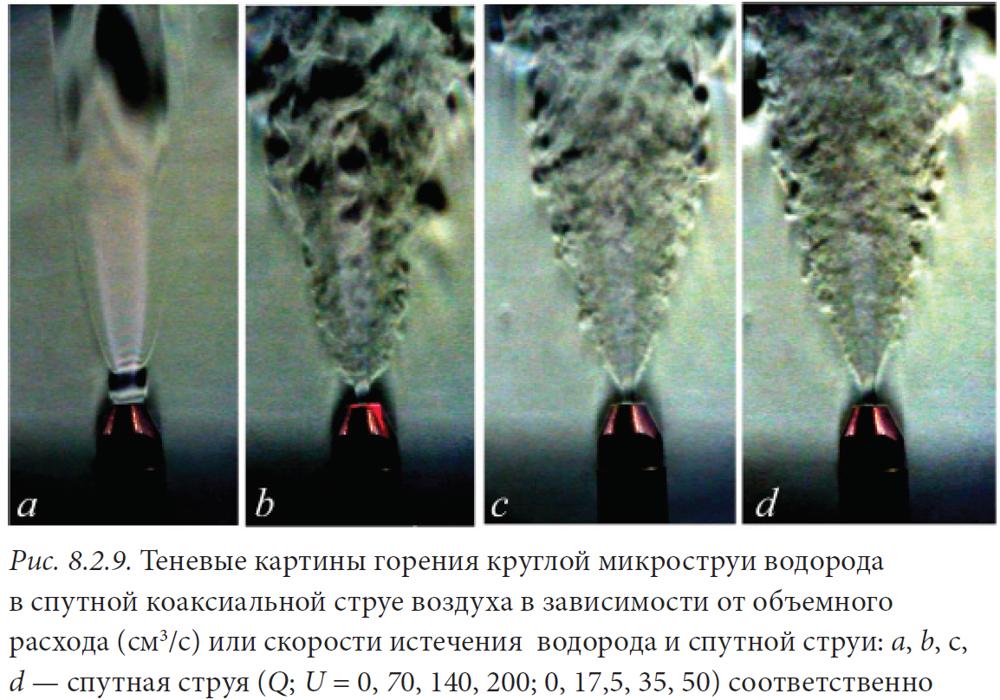 a b c d
Рис. 8.2.9. Теневые картины горения круглой микроструи водорода
в спутной коаксиальной струе воздуха в зависимости от объемного
расхода (см³/с) или скорости истечения водорода и спутной струи: a, b, c,
d — спутная струя (Q; U = 0, 70, 140, 200; 0, 17,5, 35, 50) соответственно